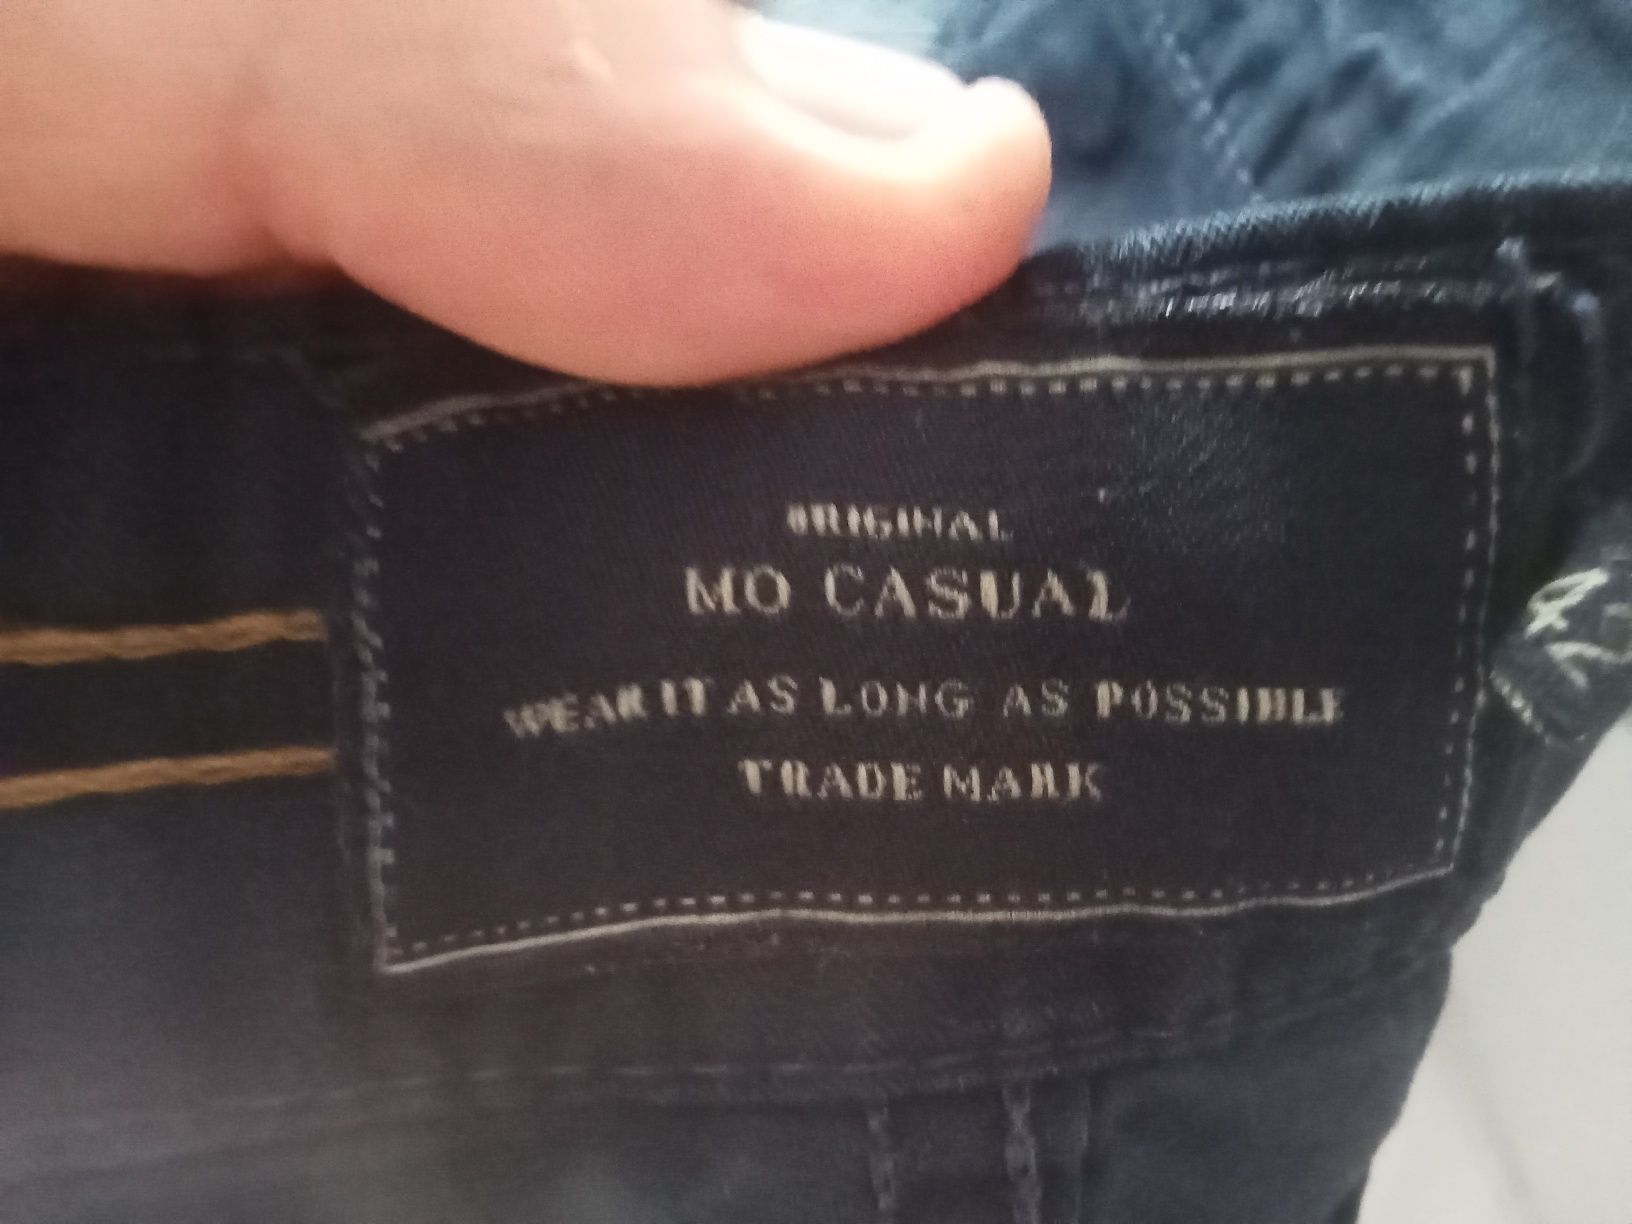 ORIGINAL
MO CASUAL
WEAR IT AS LONG AS POSSIBLE
TRADE MARK